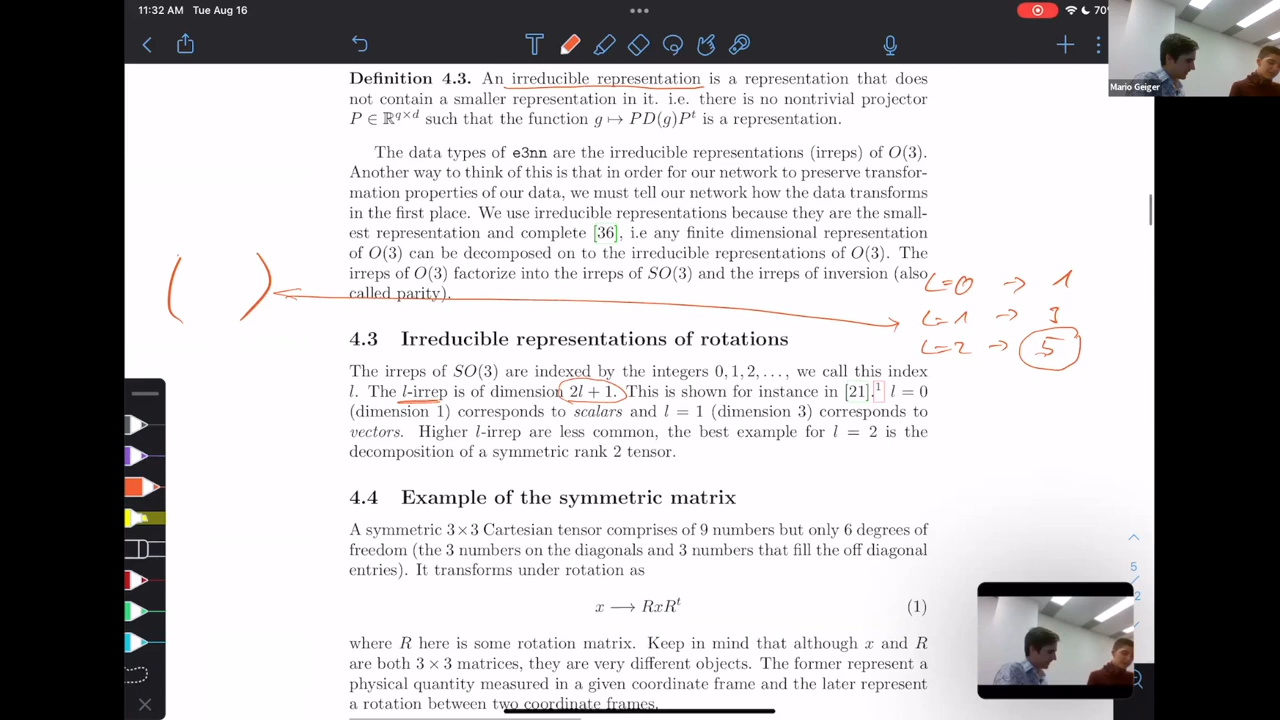 11:32 AM Tue Aug 16
70%
Mario Geiger
Definition 4.3. An irreducible representation is a representation that does
not contain a smaller representation in it. i.e. there is no nontrivial projector
P ∈ ℝ^{q×d} such that the function g ↦ PD(g)P^t is a representation.
The data types of e3nn are the irreducible representations (irreps) of O(3).
Another way to think of this is that in order for our network to preserve transfor-
mation properties of our data, we must tell our network how the data transforms
in the first place. We use irreducible representations because they are the small-
est representation and complete [36], i.e any finite dimensional representation
of O(3) can be decomposed on to the irreducible representations of O(3). The
irreps of O(3) factorize into the irreps of SO(3) and the irreps of inversion (also
called parity).
( )
L=0 → 1
L=1 → 3
L=2 → 5
4.3 Irreducible representations of rotations
The irreps of SO(3) are indexed by the integers 0, 1, 2, . . . , we call this index
l. The l-irrep is of dimension 2l + 1. This is shown for instance in [21].¹ l = 0
(dimension 1) corresponds to scalars and l = 1 (dimension 3) corresponds to
vectors. Higher l-irrep are less common, the best example for l = 2 is the
decomposition of a symmetric rank 2 tensor.
4.4 Example of the symmetric matrix
A symmetric 3×3 Cartesian tensor comprises of 9 numbers but only 6 degrees of
freedom (the 3 numbers on the diagonals and 3 numbers that fill the off diagonal
entries). It transforms under rotation as
x ⟶ RxR^t (1)
where R here is some rotation matrix. Keep in mind that although x and R
are both 3 × 3 matrices, they are very different objects. The former represent a
physical quantity measured in a given coordinate frame and the later represent
a rotation between two coordinate frames.
5
/
2